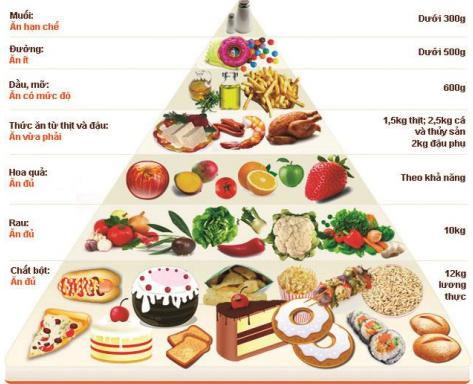 Muối:
Ăn hạn chế
Dưới 300g
Đường:
Ăn ít
Dưới 500g
Dầu, mỡ:
Ăn có mức độ
600g
Thức ăn từ thịt và đậu:
Ăn vừa phải
1,5kg thịt; 2,5kg cá
và thủy sản
2kg đậu phụ
Hoa quả:
Ăn đủ
Theo khả năng
Rau:
Ăn đủ
10kg
Chất bột:
Ăn đủ
12kg
lương
thực